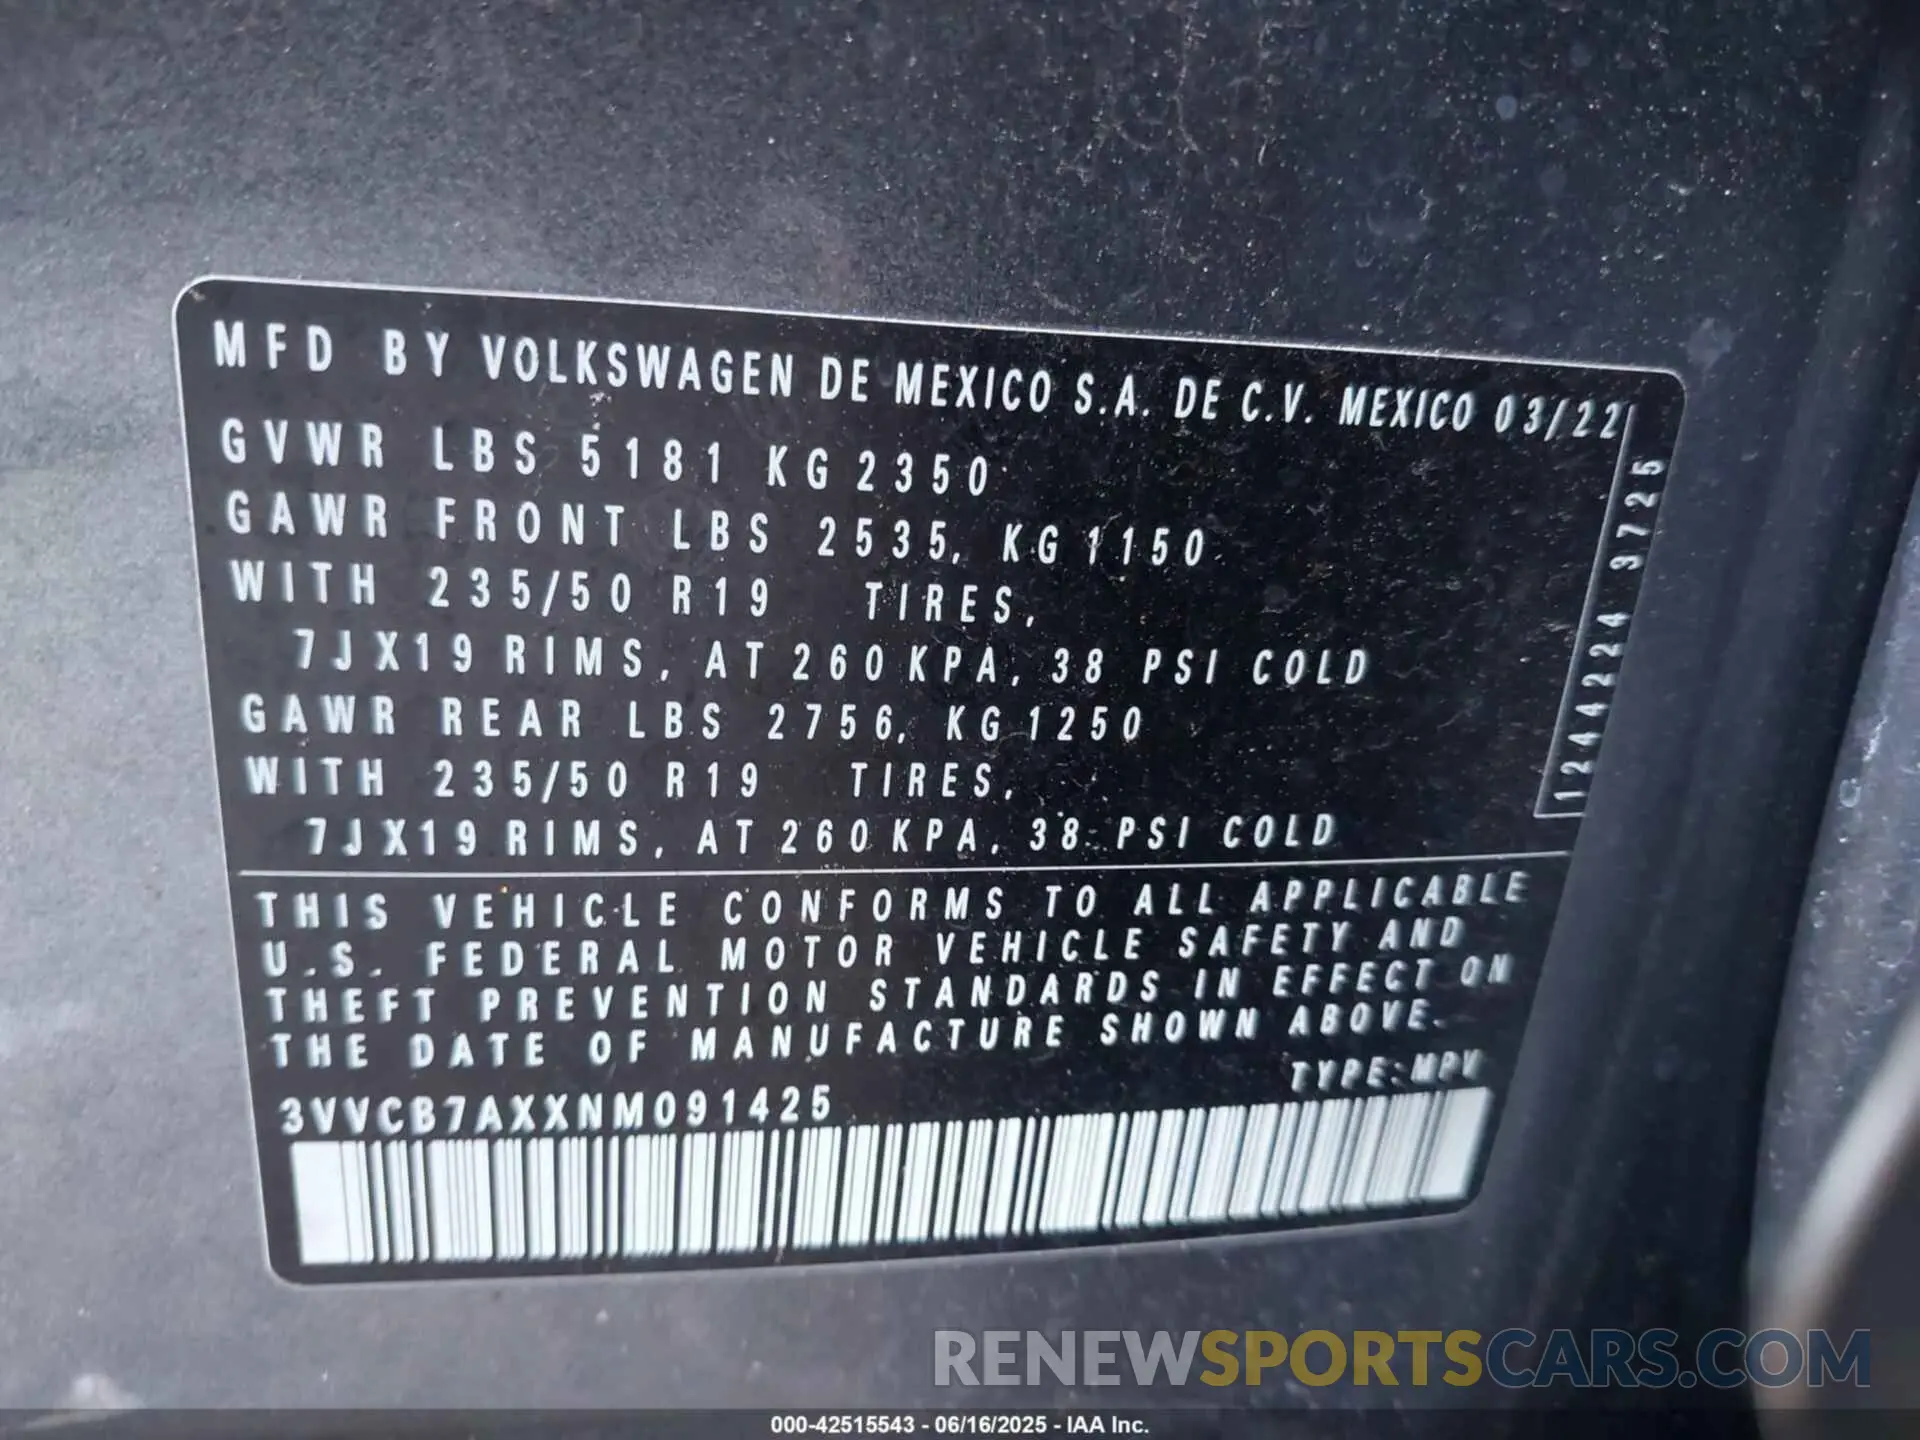 MFD BY VOLKSWAGEN DE MEXICO S.A. DE C.V. MEXICO 03/22
GVWR LBS 5181 KG 2350
GAWR FRONT LBS 2535, KG 1150
WITH 235/50 R19 TIRES,
7JX19 RIMS, AT 260 KPA, 38 PSI COLD
GAWR REAR LBS 2756, KG 1250
WITH 235/50 R19 TIRES,
7JX19 RIMS, AT 260 KPA, 38 PSI COLD
1244224 9725
THIS VEHICLE CONFORMS TO ALL APPLICABLE
U.S. FEDERAL MOTOR VEHICLE SAFETY AND
THEFT PREVENTION STANDARDS IN EFFECT ON
THE DATE OF MANUFACTURE SHOWN ABOVE.
TYPE: MPV
3VVCB7AXXNM091425
RENEWSPORTSCARS.COM
000-42515543 - 06/16/2025 - IAA Inc.